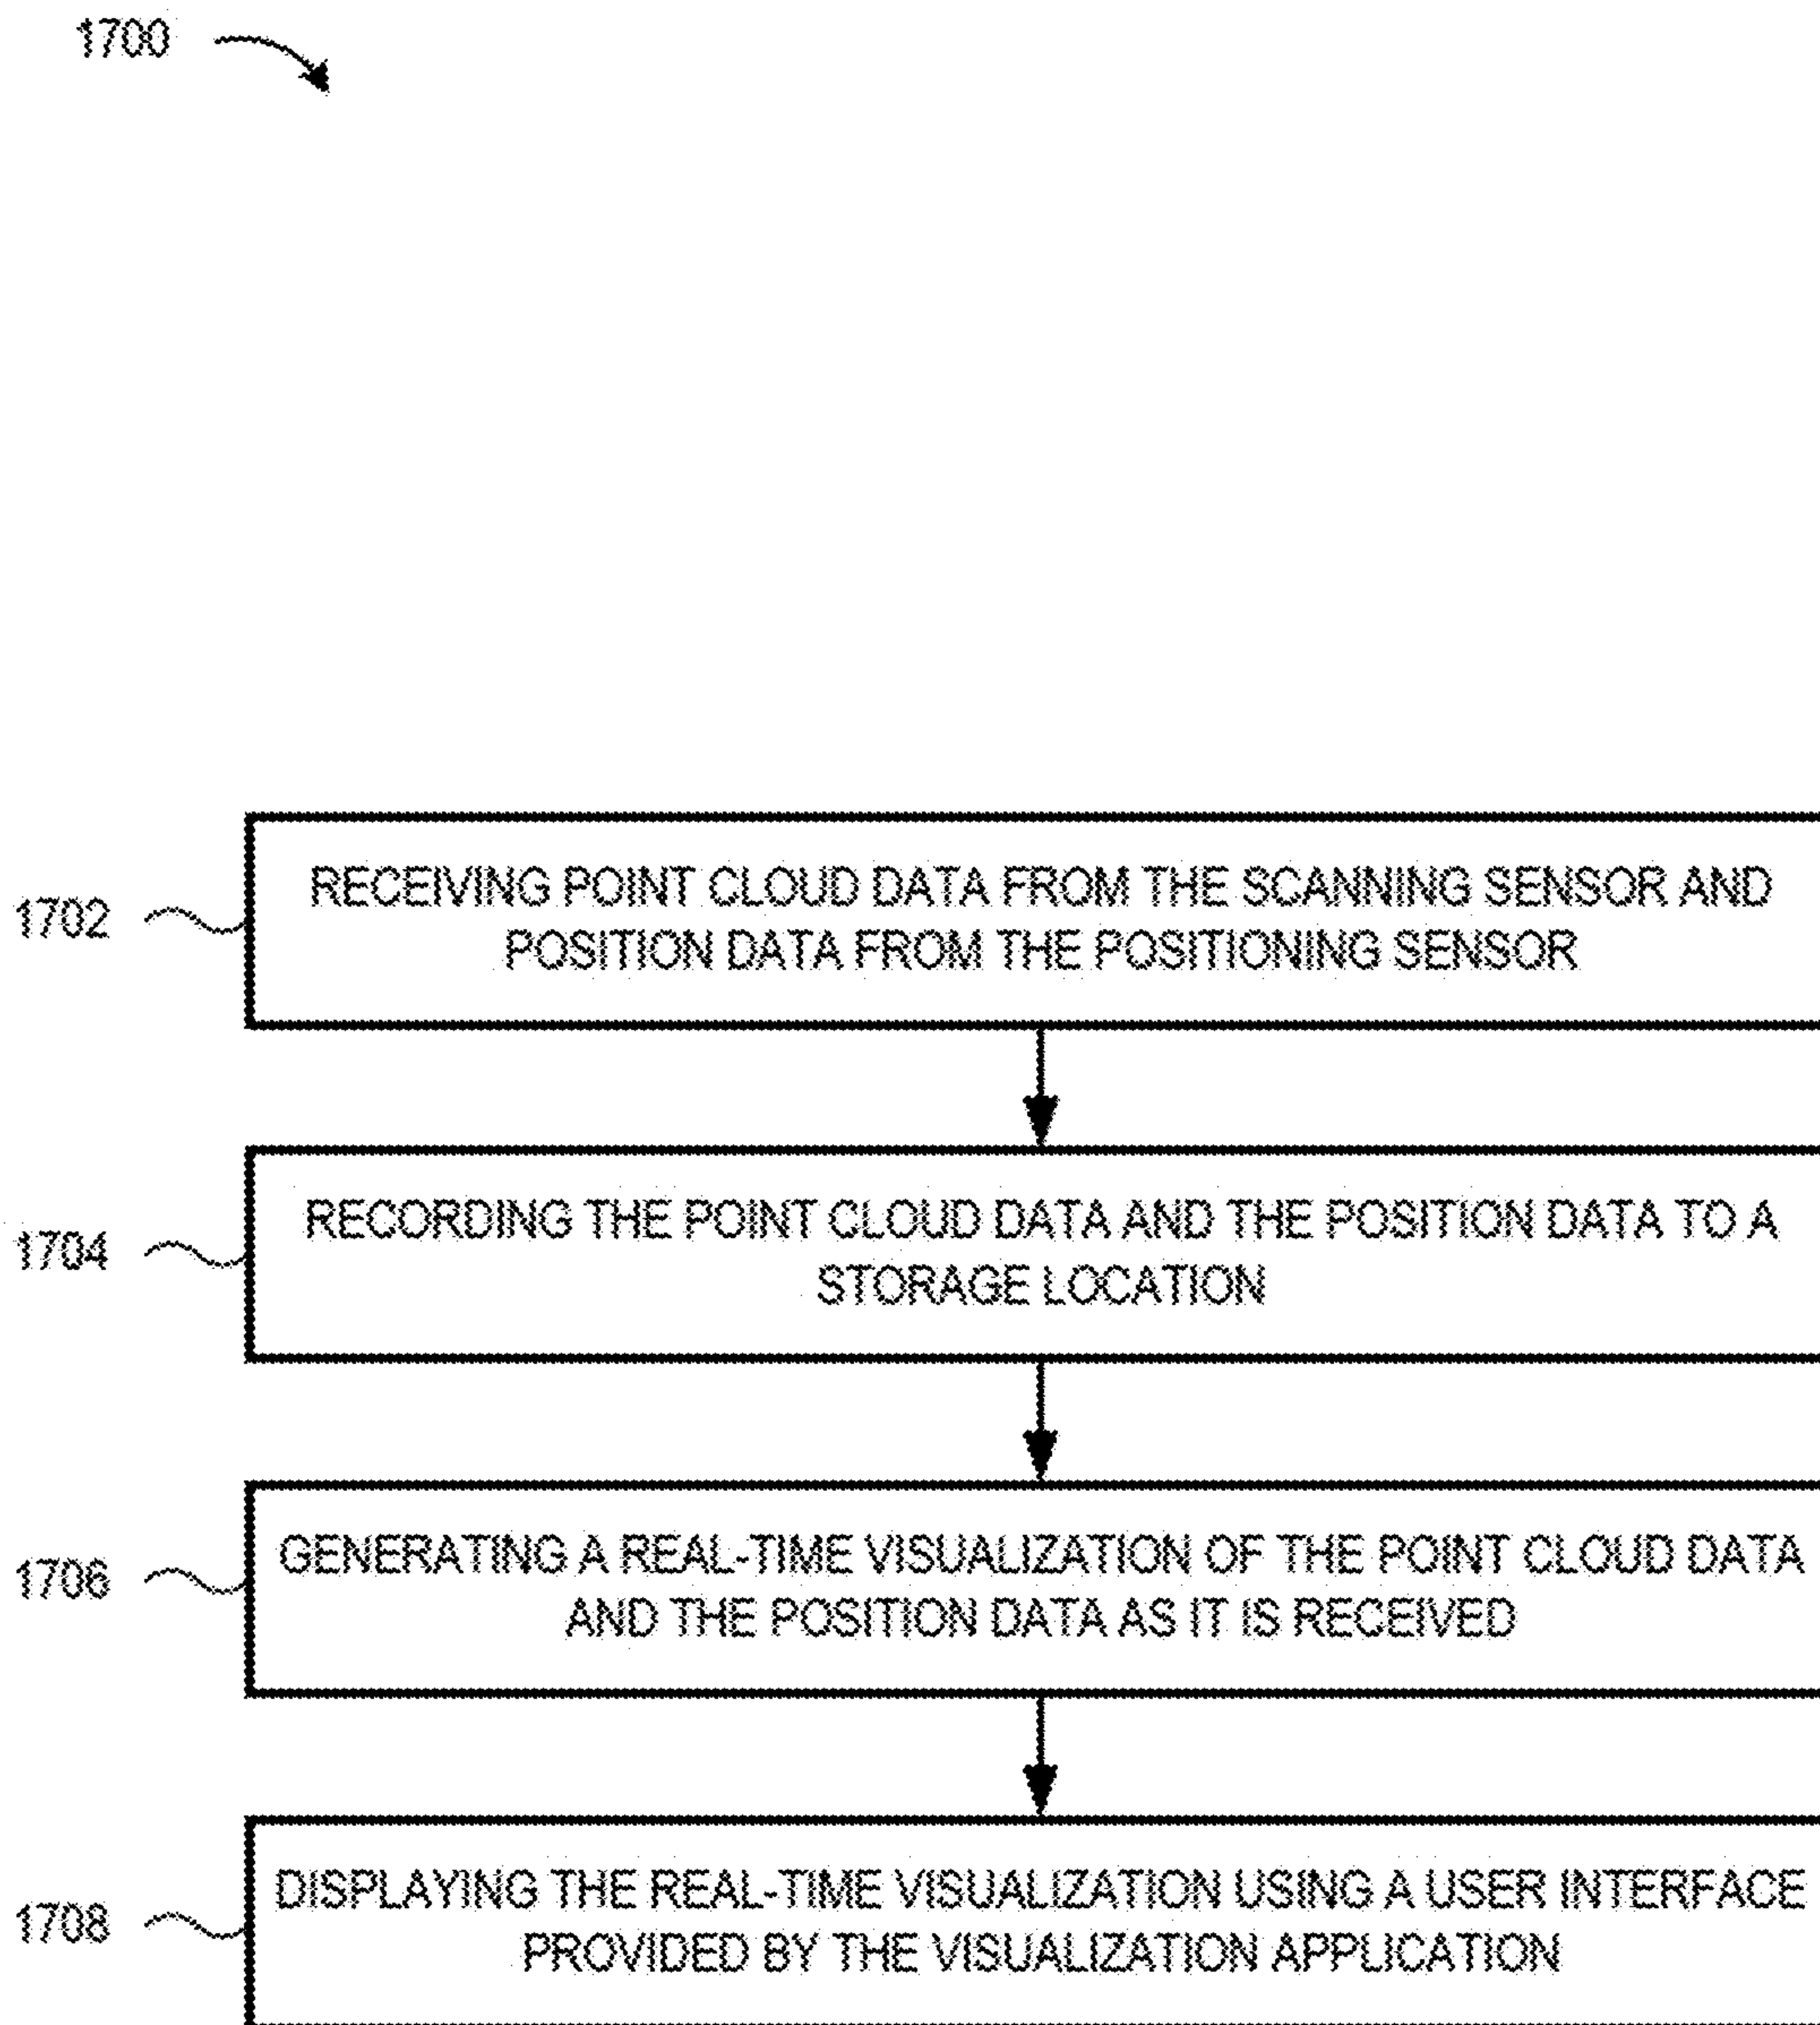 1700
1702
RECEIVING POINT CLOUD DATA FROM THE SCANNING SENSOR AND
POSITION DATA FROM THE POSITIONING SENSOR
1704
RECORDING THE POINT CLOUD DATA AND THE POSITION DATA TO A
STORAGE LOCATION
1706
GENERATING A REAL-TIME VISUALIZATION OF THE POINT CLOUD DATA
AND THE POSITION DATA AS IT IS RECEIVED
1708
DISPLAYING THE REAL-TIME VISUALIZATION USING A USER INTERFACE
PROVIDED BY THE VISUALIZATION APPLICATION